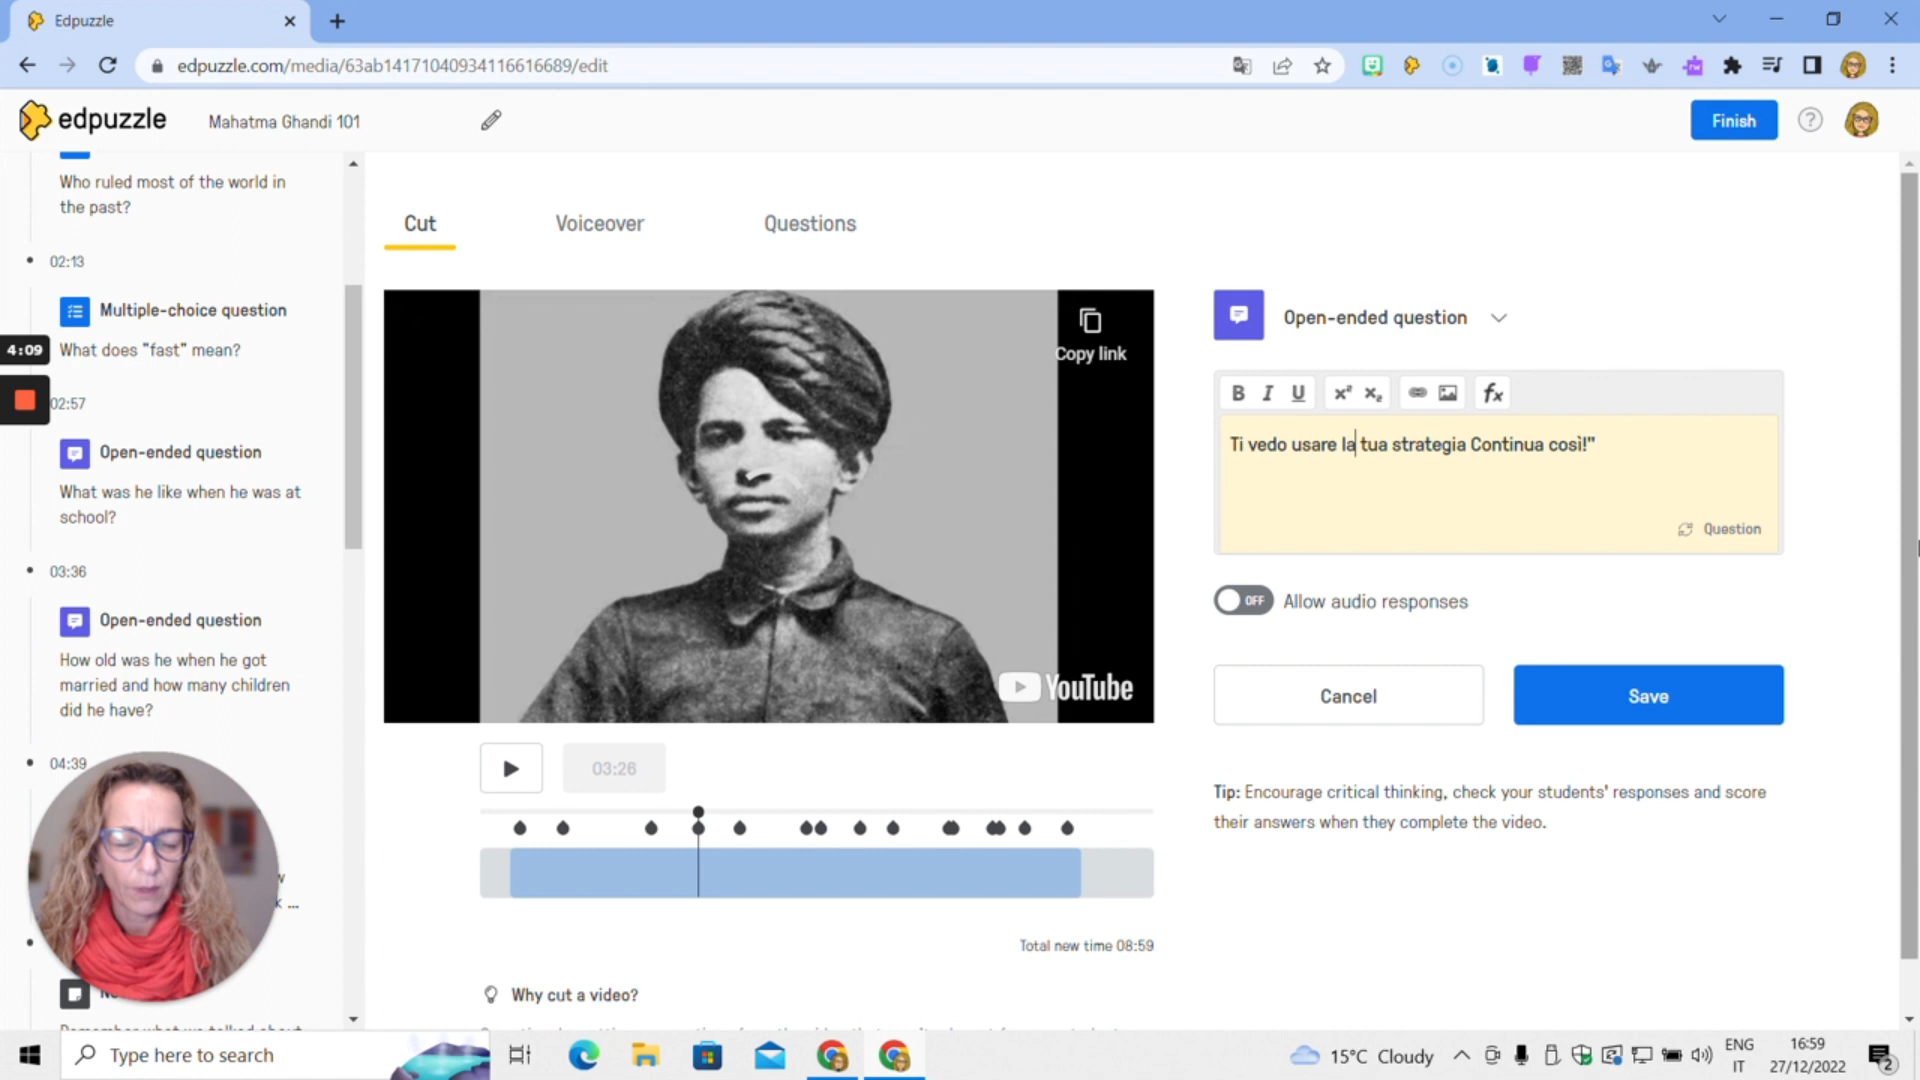 Edpuzzle
edpuzzle.com/media/63ab14171040934116616689/edit
edpuzzle
Mahatma Ghandi 101
Finish
?
Who ruled most of the world in
the past?
02:13
Multiple-choice question
4:09
What does "fast" mean?
02:57
Open-ended question
What was he like when he was at
school?
03:36
Open-ended question
How old was he when he got
married and how many children
did he have?
04:39
Cut
Voiceover
Questions
Copy link
YouTube
03:26
Total new time 08:59
Why cut a video?
Open-ended question
B I U x² x₂ fx
Ti vedo usare la tua strategia Continua così!"
Question
OFF
Allow audio responses
Cancel
Save
Tip: Encourage critical thinking, check your students' responses and score
their answers when they complete the video.
Type here to search
15°C Cloudy
ENG
IT
16:59
27/12/2022
2